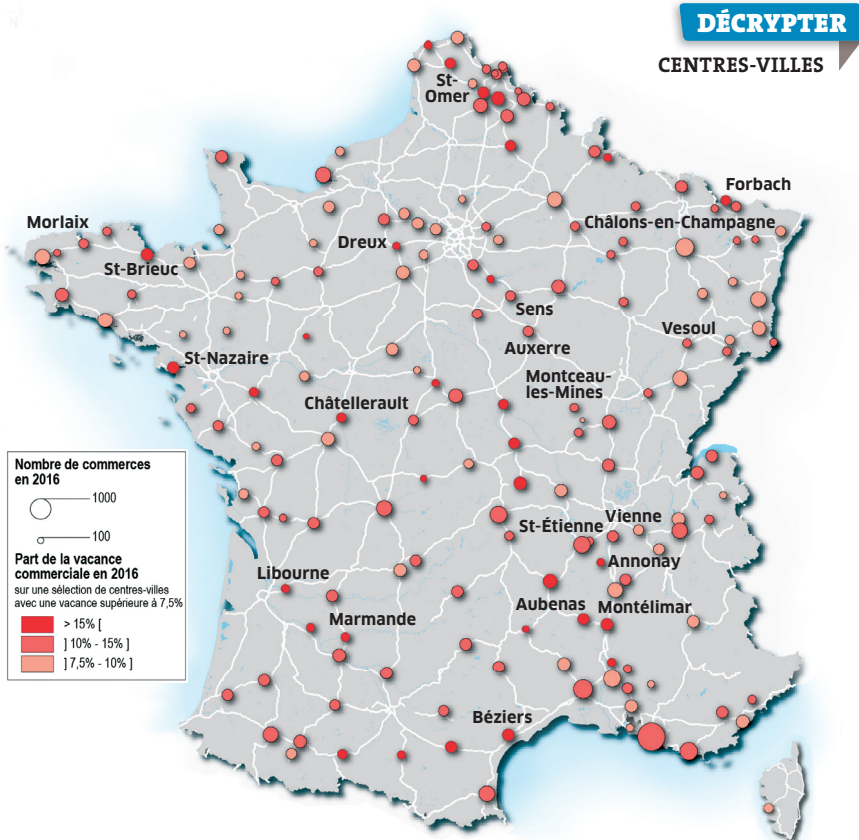 DÉCRYPTER
CENTRES-VILLES
St-
Omer
Forbach
Morlaix
Châlons-en-Champagne
Dreux
St-Brieuc
Sens
Vesoul
Auxerre
St-Nazaire
Montceau-
les-Mines
Châtellerault
Nombre de commerces
en 2016
1000
100
Part de la vacance
commerciale en 2016
sur une sélection de centres-villes
avec une vacance supérieure à 7,5%
> 15% [
] 10% - 15% ]
] 7,5% - 10% ]
Vienne
St-Étienne
Annonay
Libourne
Aubenas
Montélimar
Marmande
Béziers